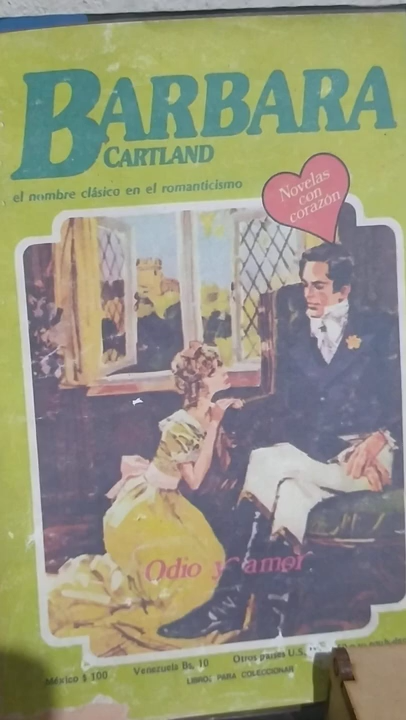 BARBARA
CARTLAND
el nombre clásico en el romanticismo
Novelas
con
corazón
Odio y amor
México $ 100 Venezuela Bs. 10 Otros países U.S.
LIBROS PARA COLECCIONAR